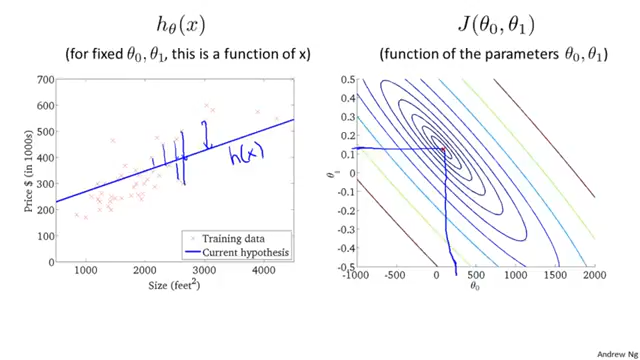 hθ(x)
(for fixed θ0, θ1, this is a function of x)
700
600
500
400
300
200
100
0
Price $ (in 1000s)
h(x)
Training data
Current hypothesis
1000 2000 3000 4000
Size (feet²)
J(θ0, θ1)
(function of the parameters θ0, θ1)
0.5
0.4
0.3
0.2
0.1
0
-0.1
-0.2
-0.3
-0.4
-0.5
θ1
-1000 -500 0 500 1000 1500 2000
θ0
Andrew Ng